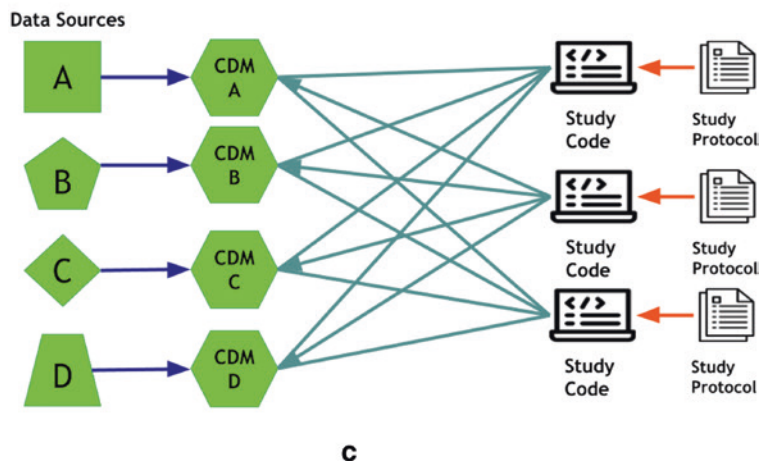 Data Sources
A
CDM
A
</>
Study
Code
Study
Protocol
B
CDM
B
</>
Study
Code
Study
Protocol
C
CDM
C
</>
Study
Code
Study
Protocol
D
CDM
D
c